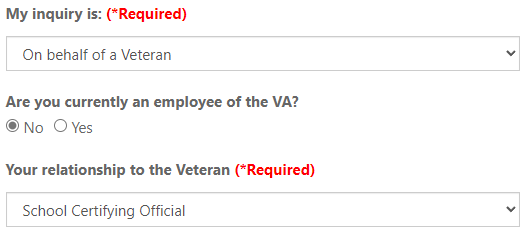 My inquiry is: (*Required)
On behalf of a Veteran
Are you currently an employee of the VA?
No Yes
Your relationship to the Veteran (*Required)
School Certifying Official